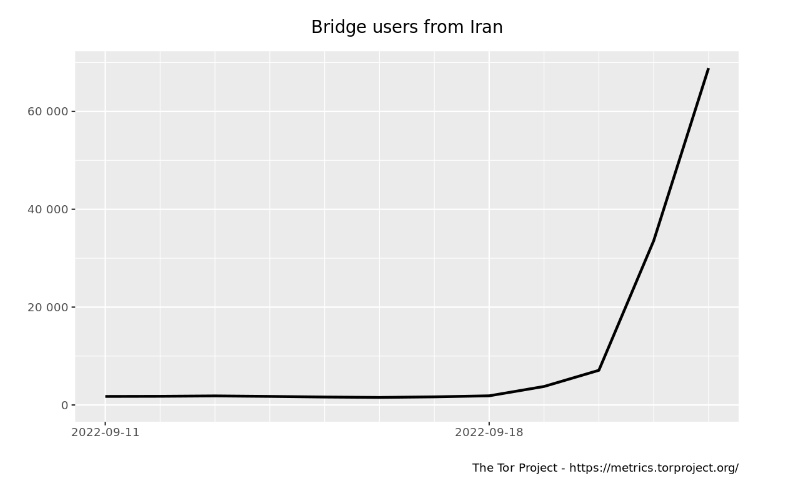 Bridge users from Iran
60 000
40 000
20 000
0
2022-09-11 2022-09-18
The Tor Project - https://metrics.torproject.org/